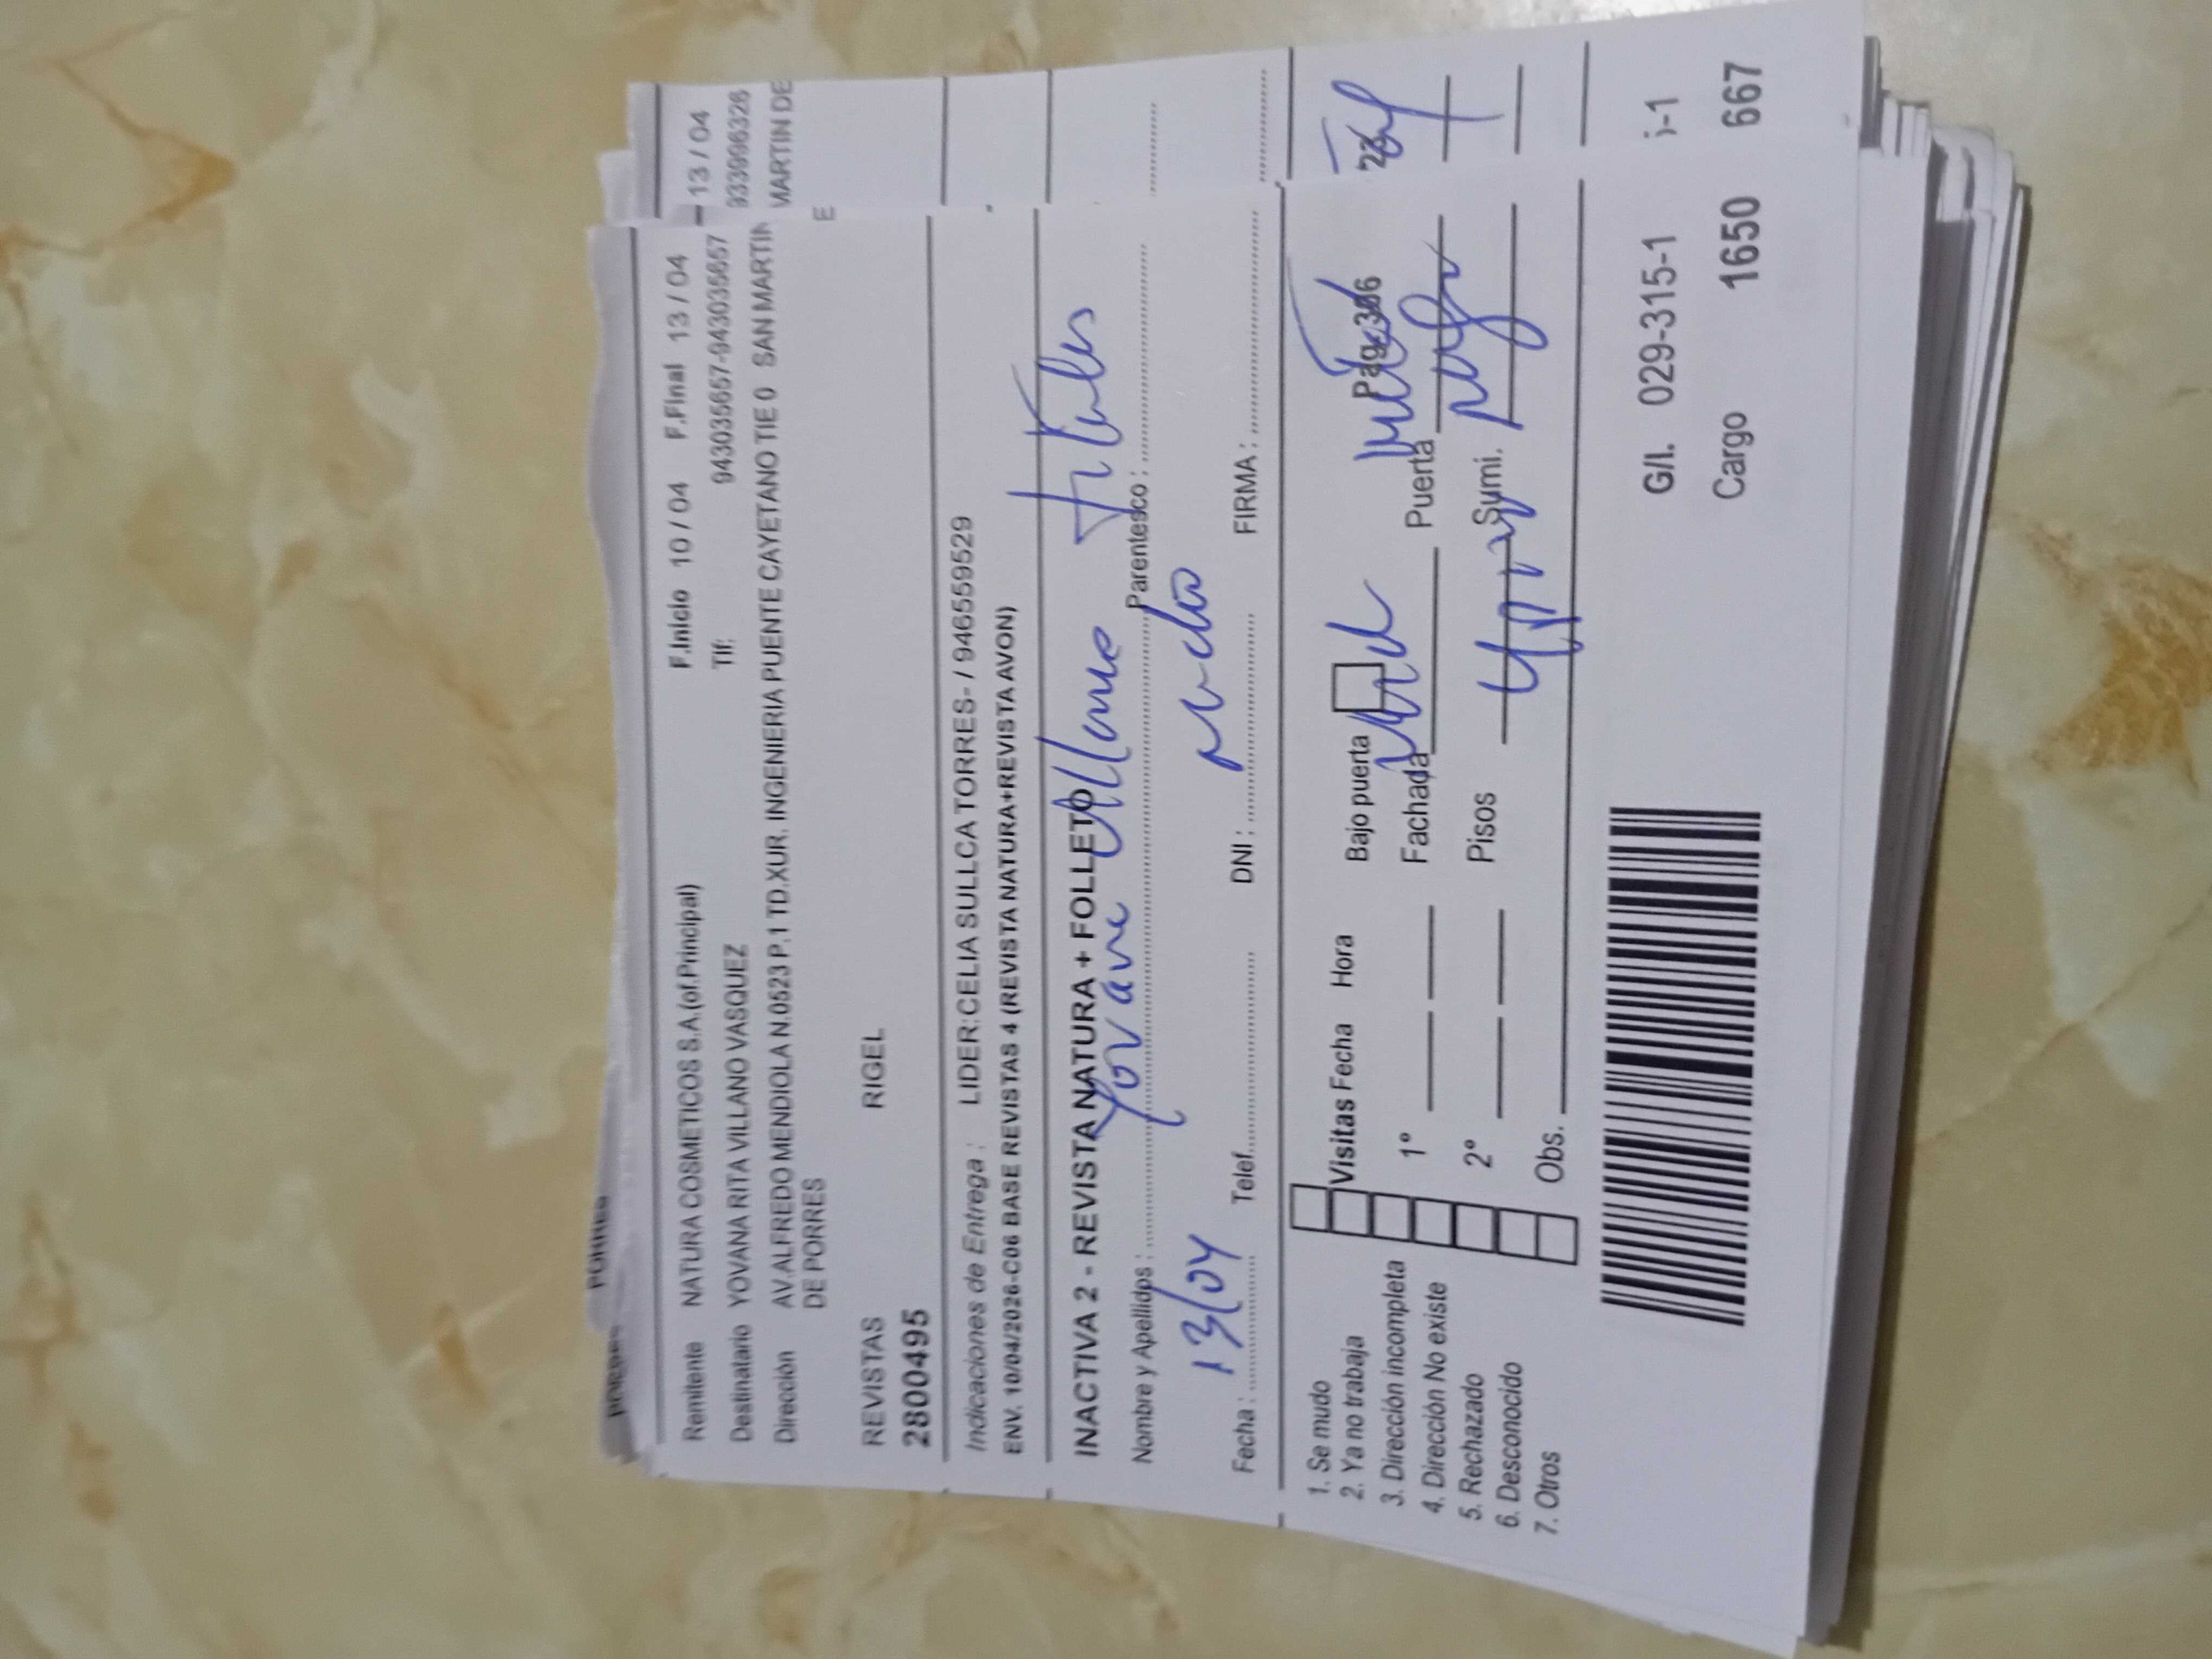 Remitente NATURA COSMETICOS S.A.(of.Principal) F.Inicio 10 / 04 F.Final 13 / 04
Destinatario YOVANA RITA VILLANO VASQUEZ Tlf: 943035657-943035657
Dirección AV.ALFREDO MENDIOLA N.0523 P.1 TD.XUR. INGENIERIA PUENTE CAYETANO TIE 0 SAN MARTIN
DE PORRES
REVISTAS RIGEL
2800495
Indicaciones de Entrega : LIDER:CELIA SULLCA TORRES- / 946559529
ENV. 10/04/2026-C06 BASE REVISTAS 4 (REVISTA NATURA+REVISTA AVON)
INACTIVA 2 - REVISTA NATURA + FOLLETO
Nombre y Apellidos : Parentesco :
Fecha : 13/04 Telef. DNI : FIRMA :
1. Se mudo
2. Ya no trabaja
3. Dirección incompleta
4. Dirección No existe
5. Rechazado
6. Desconocido
7. Otros
Visitas Fecha Hora Bajo puerta
1° Fachada Puerta
2° Pisos Sumi.
Obs.
G/I. 029-315-1
Cargo 1650
13 / 04
933996326
MARTIN DE
E
i-1
667